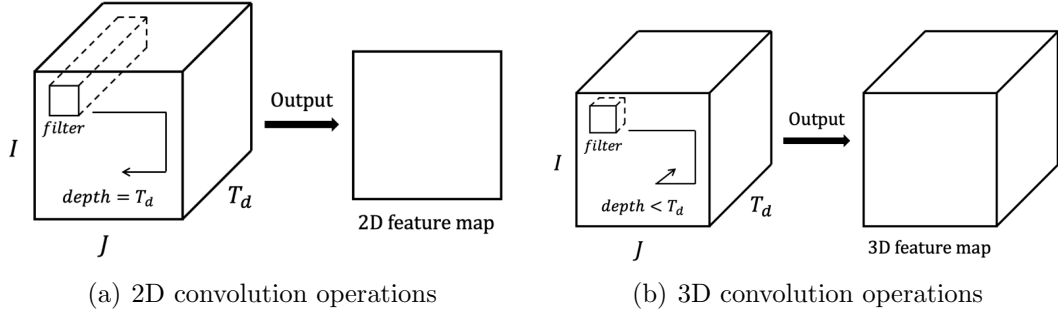 filter
Output
I
depth = T_d
T_d
J
2D feature map
(a) 2D convolution operations
filter
Output
I
depth < T_d
T_d
J
3D feature map
(b) 3D convolution operations